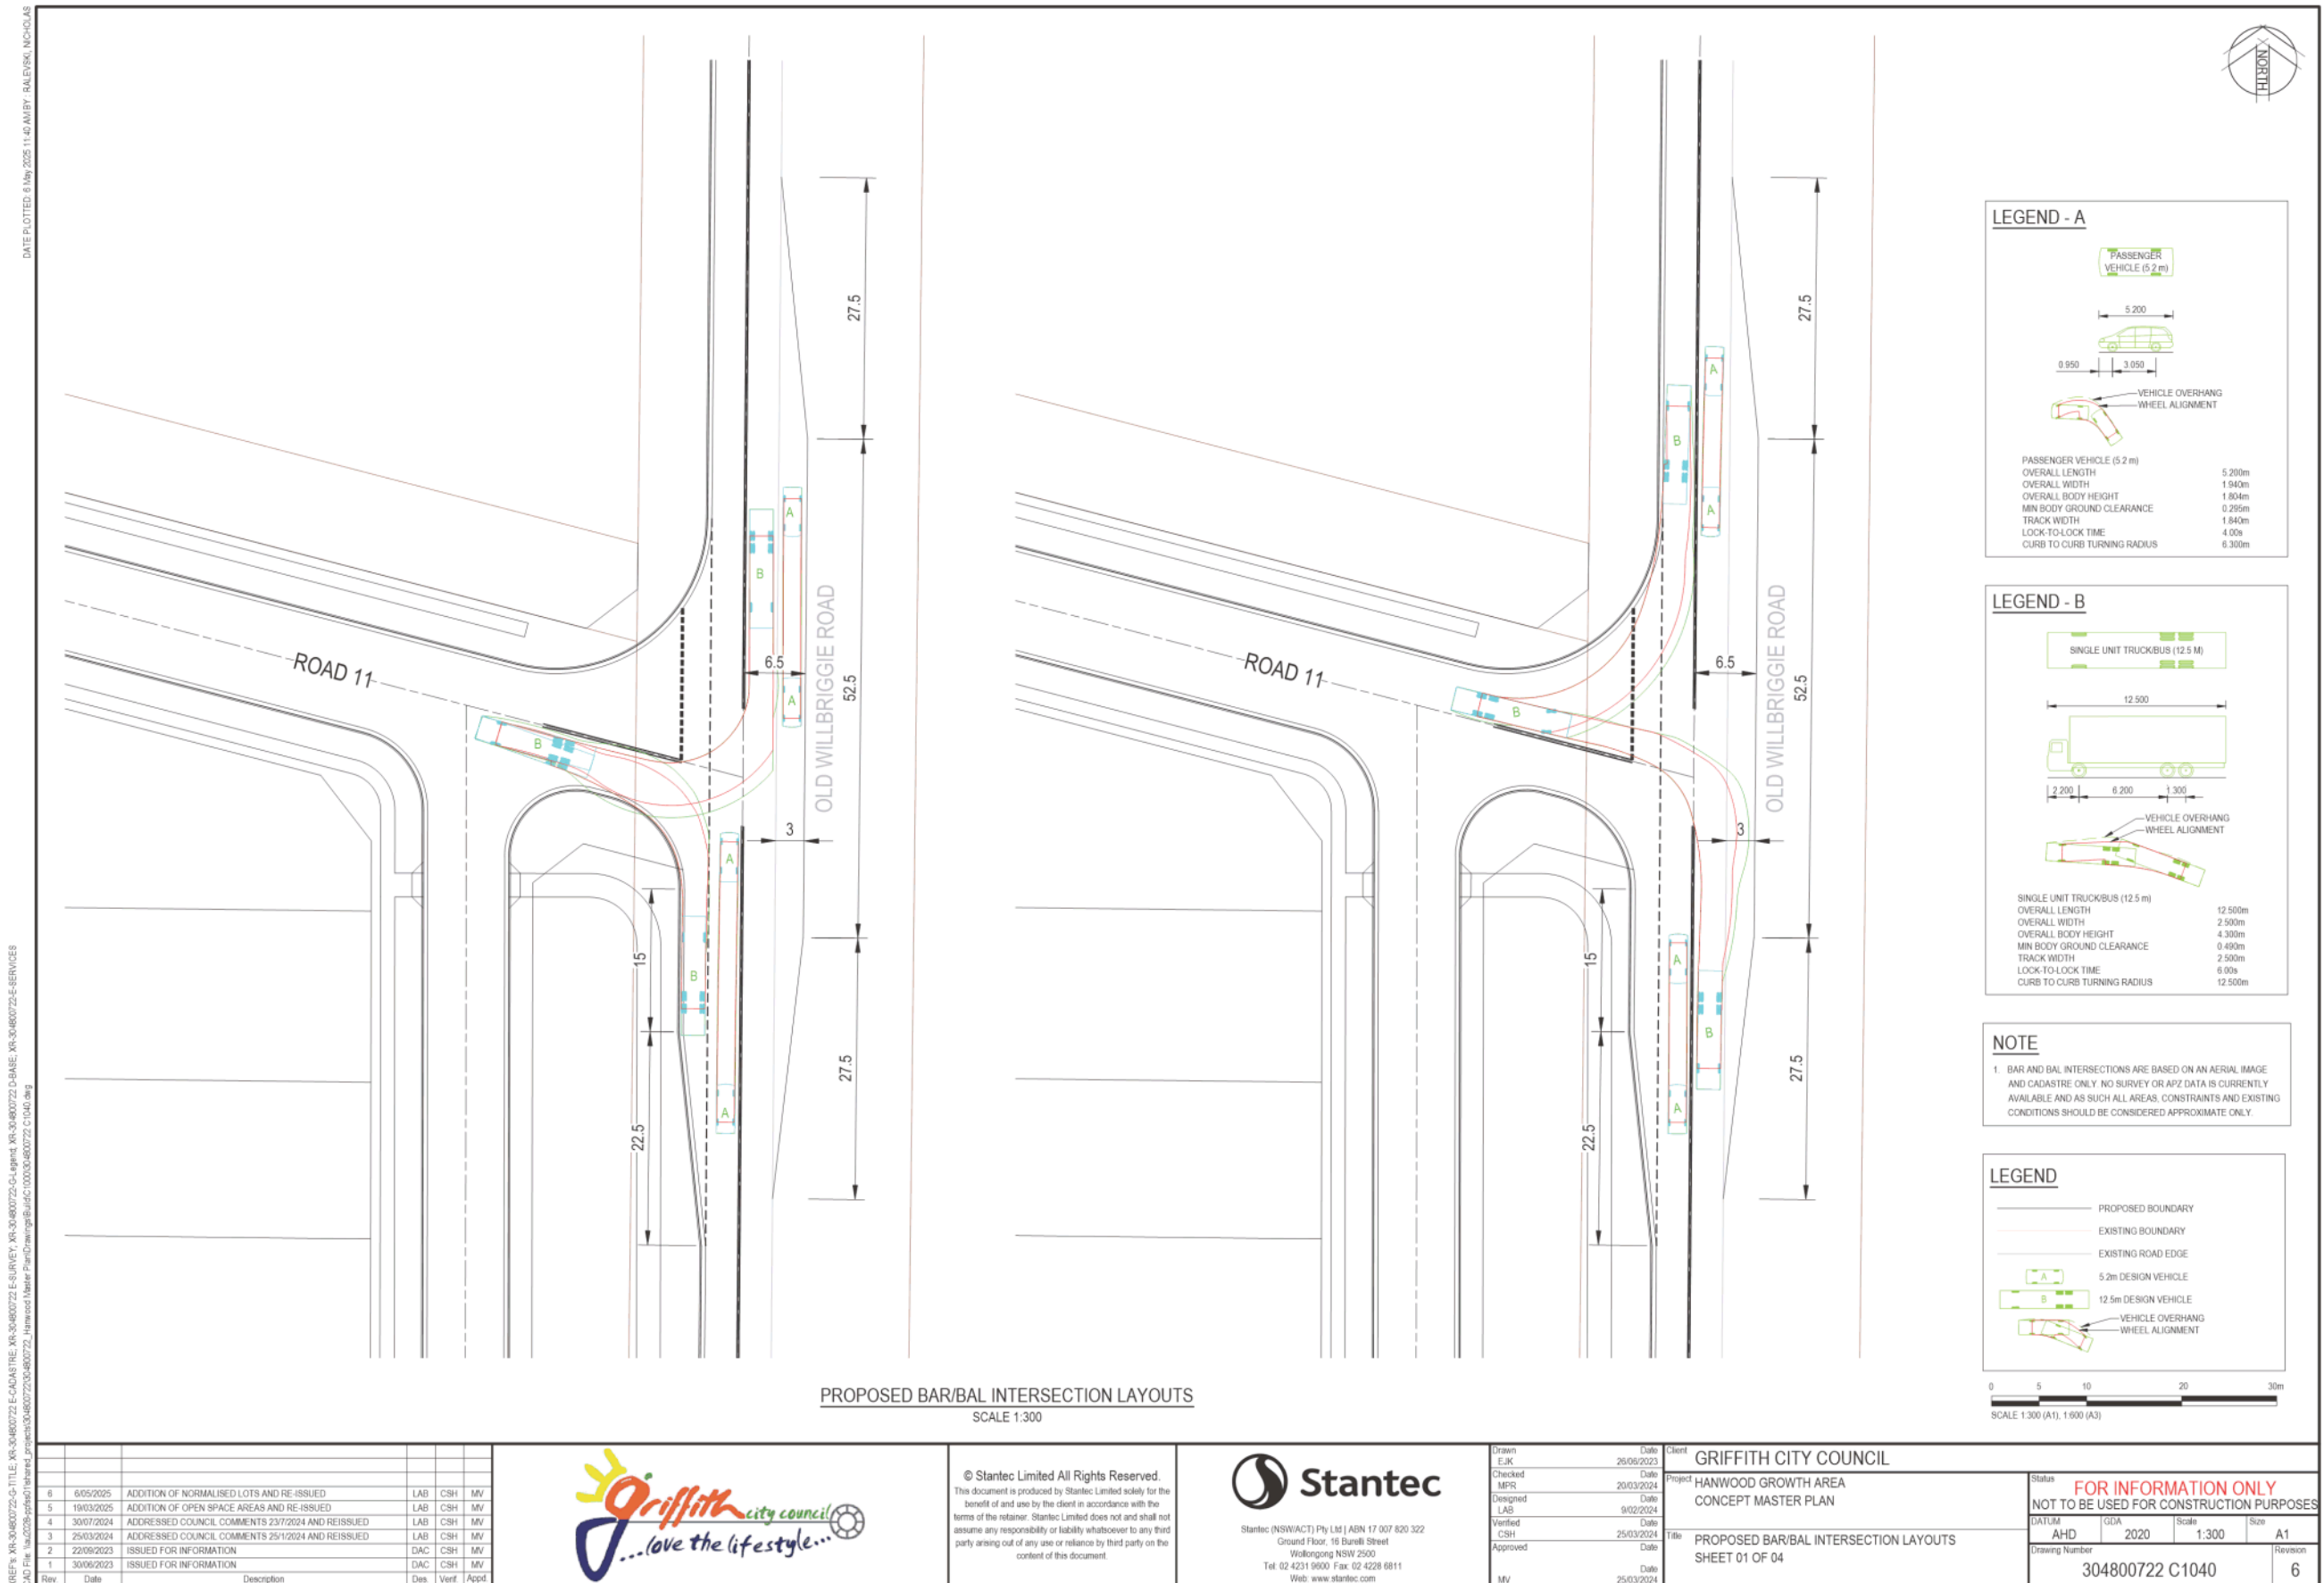 DATE PLOTTED: 6 May 2025 11:40 AM BY : RALEVSKI, NICHOLAS
NORTH
27.5
52.5
6.5
3
27.5
15
22.5
A
A
B
B
A
B
A
ROAD 11
OLD WILLBRIGGIE ROAD
27.5
52.5
6.5
3
27.5
15
22.5
A
B
A
B
A
B
A
ROAD 11
OLD WILLBRIGGIE ROAD
PROPOSED BAR/BAL INTERSECTION LAYOUTS
SCALE 1:300
LEGEND - A
PASSENGER
VEHICLE (5.2 m)
5.200
0.950
3.050
VEHICLE OVERHANG
WHEEL ALIGNMENT
PASSENGER VEHICLE (5.2 m)
OVERALL LENGTH 5.200m
OVERALL WIDTH 1.940m
OVERALL BODY HEIGHT 1.804m
MIN BODY GROUND CLEARANCE 0.295m
TRACK WIDTH 1.840m
LOCK-TO-LOCK TIME 4.00s
CURB TO CURB TURNING RADIUS 6.300m
LEGEND - B
SINGLE UNIT TRUCK/BUS (12.5 M)
12.500
2.200 6.200 1.300
VEHICLE OVERHANG
WHEEL ALIGNMENT
SINGLE UNIT TRUCK/BUS (12.5 m)
OVERALL LENGTH 12.500m
OVERALL WIDTH 2.500m
OVERALL BODY HEIGHT 4.300m
MIN BODY GROUND CLEARANCE 0.490m
TRACK WIDTH 2.500m
LOCK-TO-LOCK TIME 6.00s
CURB TO CURB TURNING RADIUS 12.500m
NOTE
1. BAR AND BAL INTERSECTIONS ARE BASED ON AN AERIAL IMAGE
AND CADASTRE ONLY. NO SURVEY OR APZ DATA IS CURRENTLY
AVAILABLE AND AS SUCH ALL AREAS, CONSTRAINTS AND EXISTING
CONDITIONS SHOULD BE CONSIDERED APPROXIMATE ONLY.
LEGEND
PROPOSED BOUNDARY
EXISTING BOUNDARY
EXISTING ROAD EDGE
A 5.2m DESIGN VEHICLE
B 12.5m DESIGN VEHICLE
VEHICLE OVERHANG
WHEEL ALIGNMENT
0 5 10 20 30m
SCALE 1:300 (A1), 1:600 (A3)
6 6/05/2025 ADDITION OF NORMALISED LOTS AND RE-ISSUED LAB CSH MV
5 19/03/2025 ADDITION OF OPEN SPACE AREAS AND RE-ISSUED LAB CSH MV
4 30/07/2024 ADDRESSED COUNCIL COMMENTS 23/7/2024 AND REISSUED LAB CSH MV
3 25/03/2024 ADDRESSED COUNCIL COMMENTS 25/1/2024 AND REISSUED LAB CSH MV
2 22/09/2023 ISSUED FOR INFORMATION DAC CSH MV
1 30/06/2023 ISSUED FOR INFORMATION DAC CSH MV
Rev. Date Description Des. Verif. Appd.
griffith city council
...love the lifestyle...
© Stantec Limited All Rights Reserved.
This document is produced by Stantec Limited solely for the
benefit of and use by the client in accordance with the
terms of the retainer. Stantec Limited does not and shall not
assume any responsibility or liability whatsoever to any third
party arising out of any use or reliance by third party on the
content of this document.
Stantec
Stantec (NSW/ACT) Pty Ltd | ABN 17 007 820 322
Ground Floor, 16 Burelli Street
Wollongong NSW 2500
Tel: 02 4231 9600 Fax: 02 4228 6811
Web: www.stantec.com
Drawn Date
EJK 26/06/2023
Checked Date
MPR 20/03/2024
Designed Date
LAB 9/02/2024
Verified Date
CSH 25/03/2024
Approved Date
Date
MV 25/03/2024
Client GRIFFITH CITY COUNCIL
Project HANWOOD GROWTH AREA
CONCEPT MASTER PLAN
Title PROPOSED BAR/BAL INTERSECTION LAYOUTS
SHEET 01 OF 04
Status FOR INFORMATION ONLY
NOT TO BE USED FOR CONSTRUCTION PURPOSES
DATUM GDA Scale Size
AHD 2020 1:300 A1
Drawing Number Revision
304800722 C1040 6